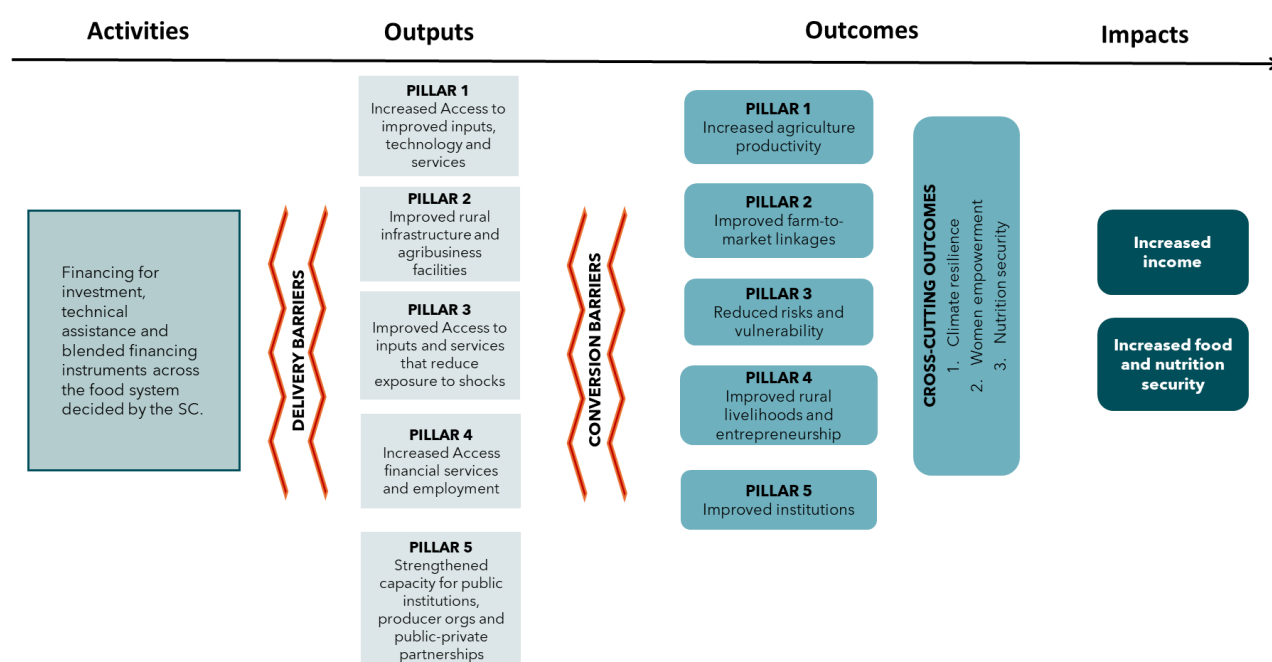 Activities
Outputs
Outcomes
Impacts
Financing for
investment,
technical
assistance and
blended financing
instruments across
the food system
decided by the SC.
DELIVERY BARRIERS
PILLAR 1
Increased Access to
improved inputs,
technology and
services
PILLAR 2
Improved rural
infrastructure and
agribusiness
facilities
PILLAR 3
Improved Access to
inputs and services
that reduce
exposure to shocks
PILLAR 4
Increased Access
financial services
and employment
PILLAR 5
Strengthened
capacity for public
institutions,
producer orgs and
public-private
partnerships
CONVERSION BARRIERS
PILLAR 1
Increased agriculture
productivity
PILLAR 2
Improved farm-to-
market linkages
PILLAR 3
Reduced risks and
vulnerability
PILLAR 4
Improved rural
livelihoods and
entrepreneurship
PILLAR 5
Improved institutions
CROSS-CUTTING OUTCOMES
1. Climate resilience
2. Women empowerment
3. Nutrition security
Increased
income
Increased food
and nutrition
security